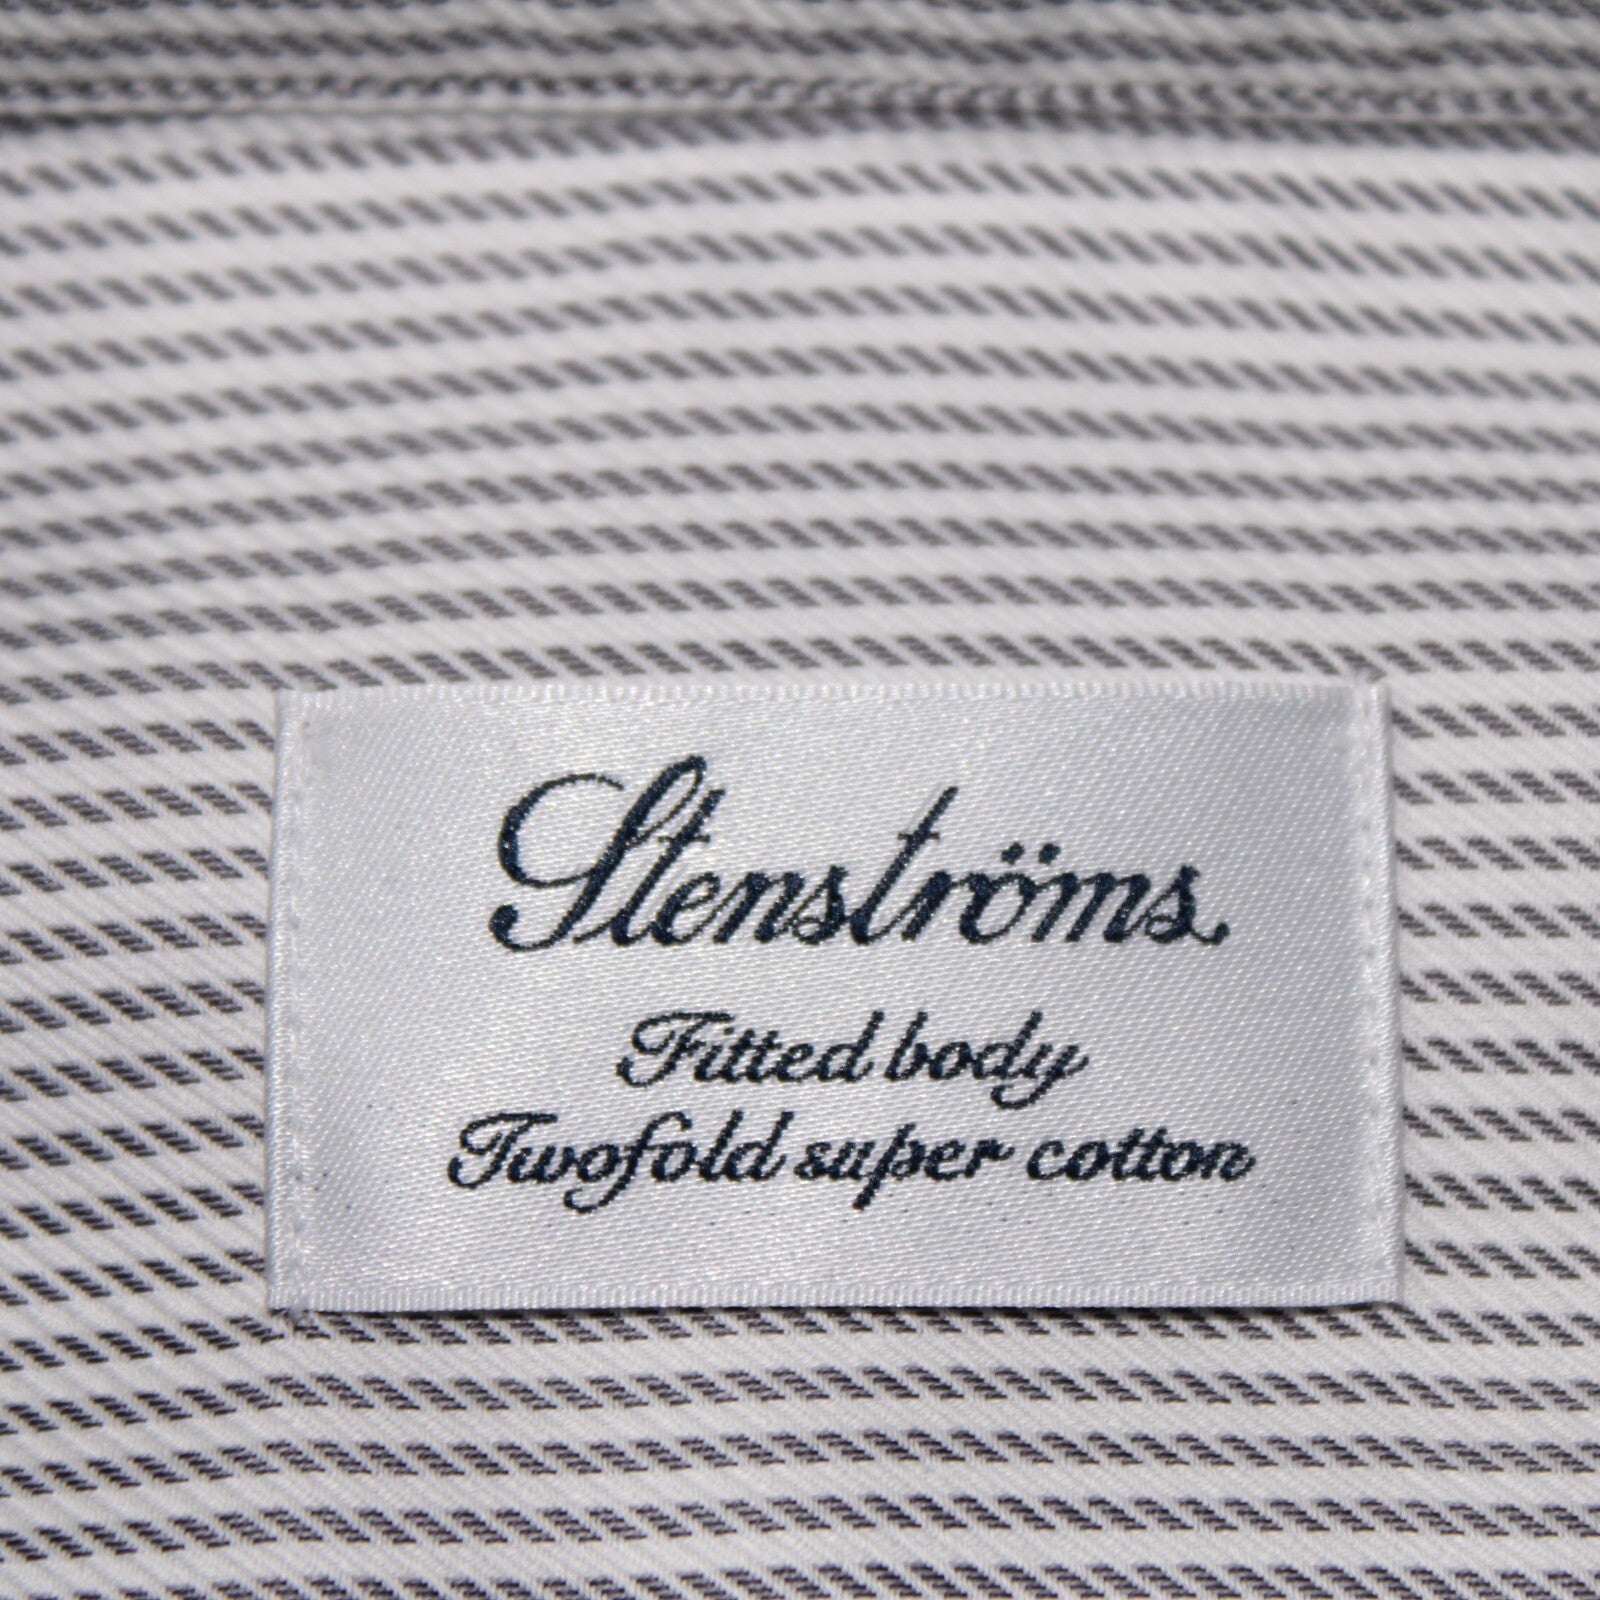 Stenströms
Fitted body
Twofold super cotton